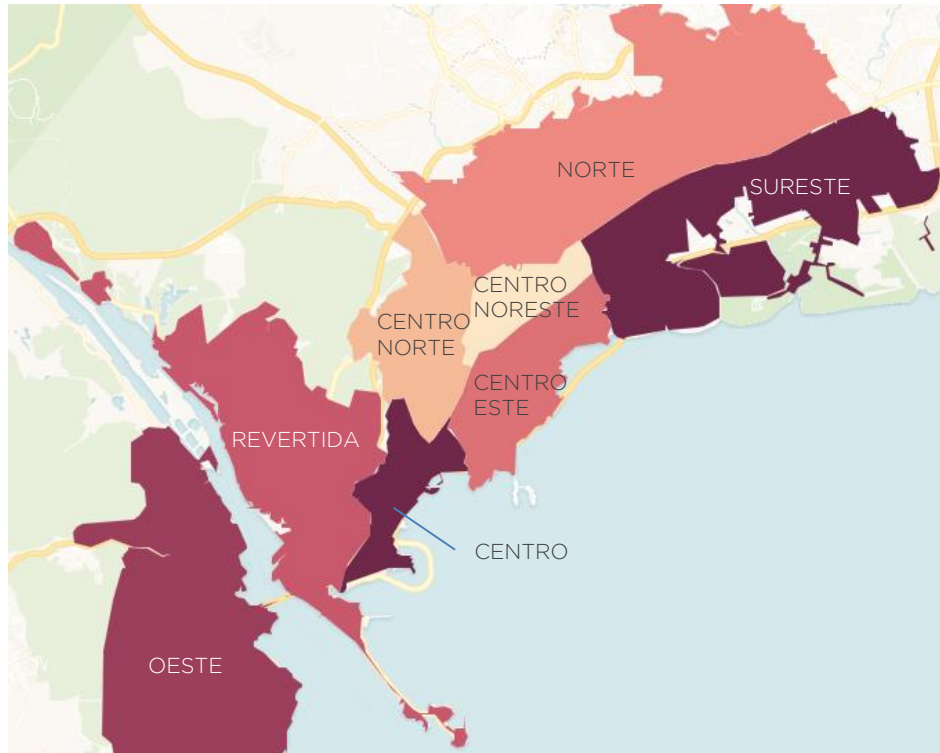 NORTE
SURESTE
CENTRO
NORESTE
CENTRO
NORTE
CENTRO
ESTE
REVERTIDA
CENTRO
OESTE